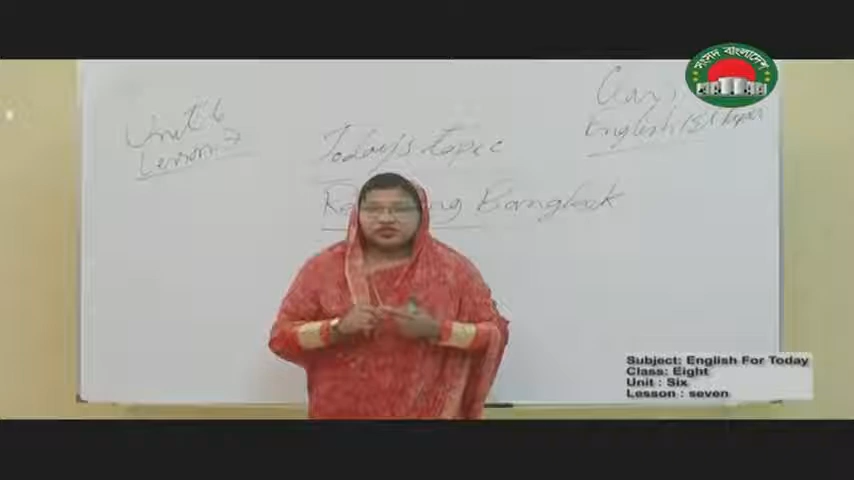 সংসদ বাংলাদেশ
Unit 6
Lesson 7
English 1st Paper
Today's topic
Bangkok
Subject: English For Today
Class: Eight
Unit : Six
Lesson : seven